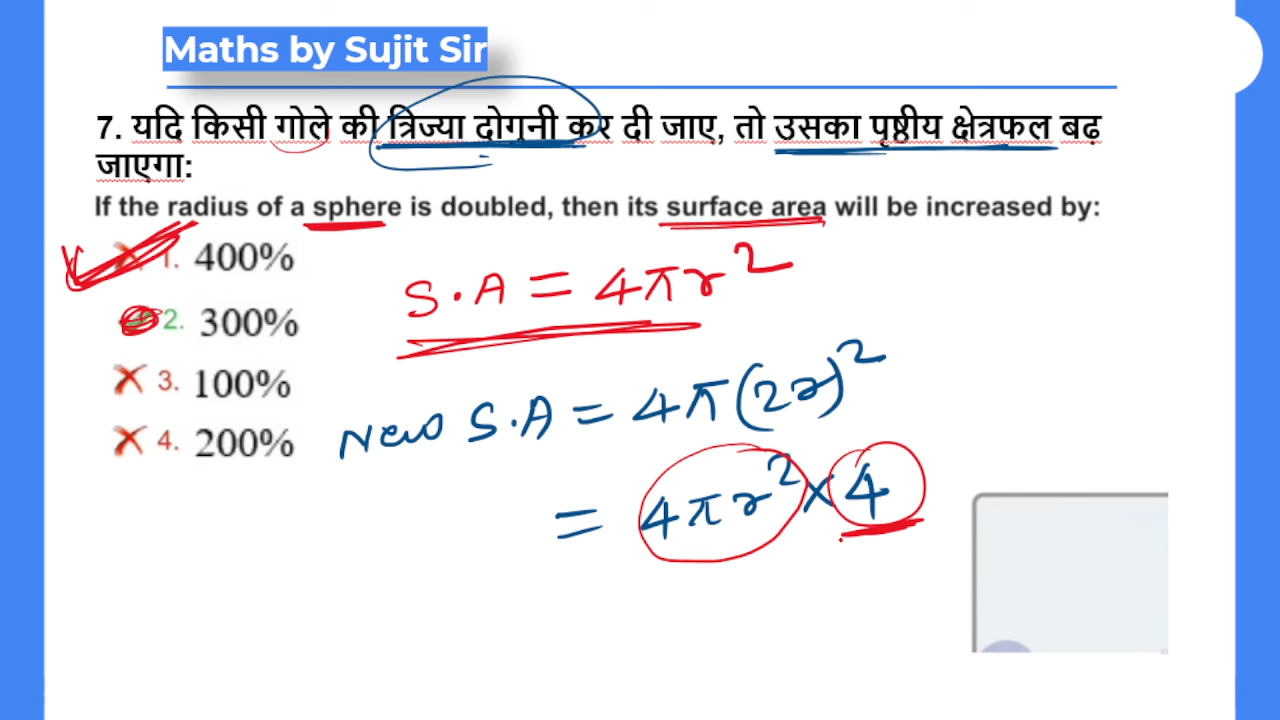 Maths by Sujit Sir
7. यदि किसी गोले की त्रिज्या दोगुनी कर दी जाए, तो उसका पृष्ठीय क्षेत्रफल बढ़
जाएगा:
If the radius of a sphere is doubled, then its surface area will be increased by:
1. 400%
2. 300%
3. 100%
4. 200%
S.A = 4πr²
New S.A = 4π(2r)²
= 4πr² × 4